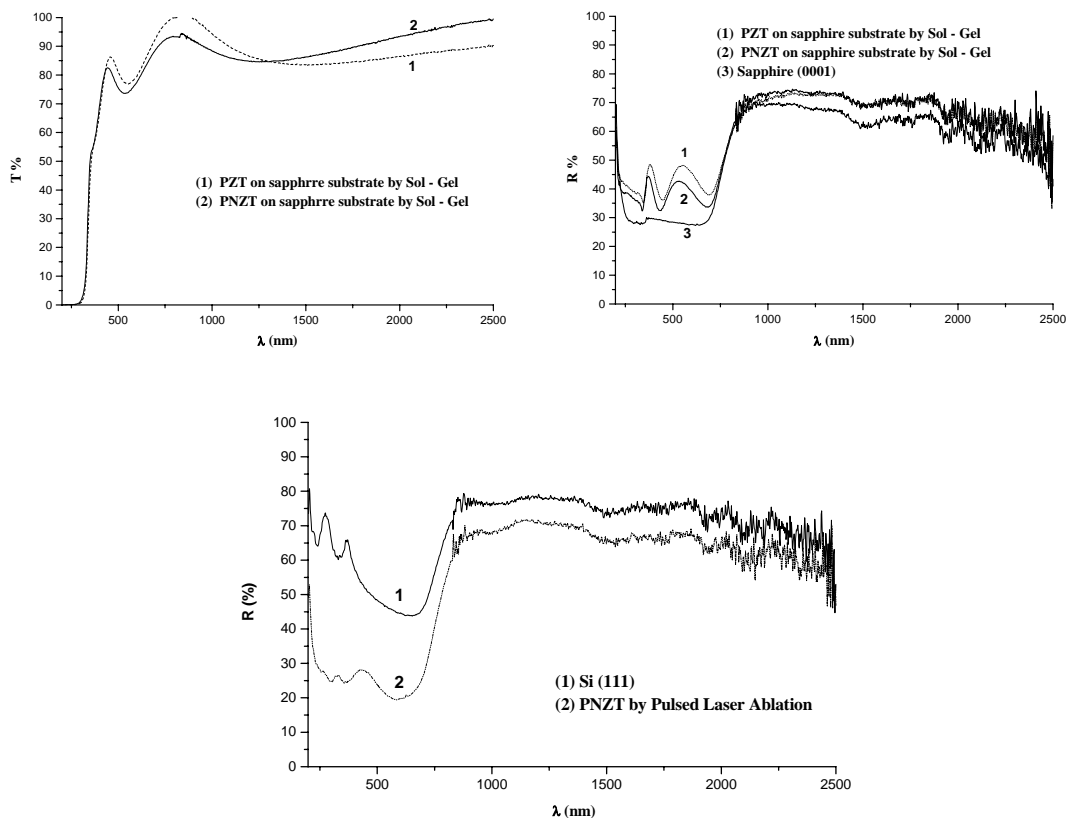 100
90
80
70
60
50
40
30
20
10
0
T %
2
1
(1) PZT on sapphrre substrate by Sol - Gel
(2) PNZT on sapphrre substrate by Sol - Gel
500 1000 1500 2000 2500
λ (nm)
100
90
80
70
60
50
40
30
20
10
0
R %
(1) PZT on sapphire substrate by Sol - Gel
(2) PNZT on sapphire substrate by Sol - Gel
(3) Sapphire (0001)
1
2
3
500 1000 1500 2000 2500
λ (nm)
100
90
80
70
60
50
40
30
20
10
0
R (%)
1
2
(1) Si (111)
(2) PNZT by Pulsed Laser Ablation
500 1000 1500 2000 2500
λ (nm)